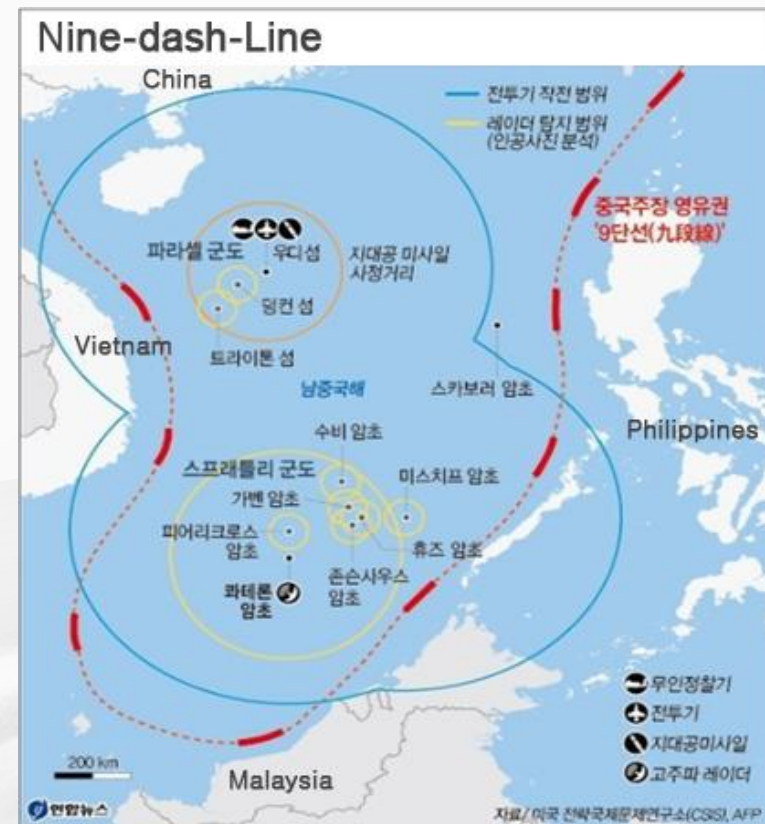 Nine-dash-Line
China
전투기 작전 범위
레이더 탐지 범위
(인공사진 분석)
중국주장 영유권
'9단선(九段線)'
파라셀 군도
우디섬
지대공 미사일
사정거리
덩컨 섬
Vietnam
트라이톤 섬
남중국해
스카보러 암초
Philippines
수비 암초
스프래틀리 군도
미스치프 암초
가벤 암초
피어리크로스
암초
휴즈 암초
존슨사우스
암초
콰테론
암초
무인정찰기
전투기
지대공미사일
고주파 레이더
200 km
Malaysia
연합뉴스
자료/ 미국 전략국제문제연구소(CSIS), AFP